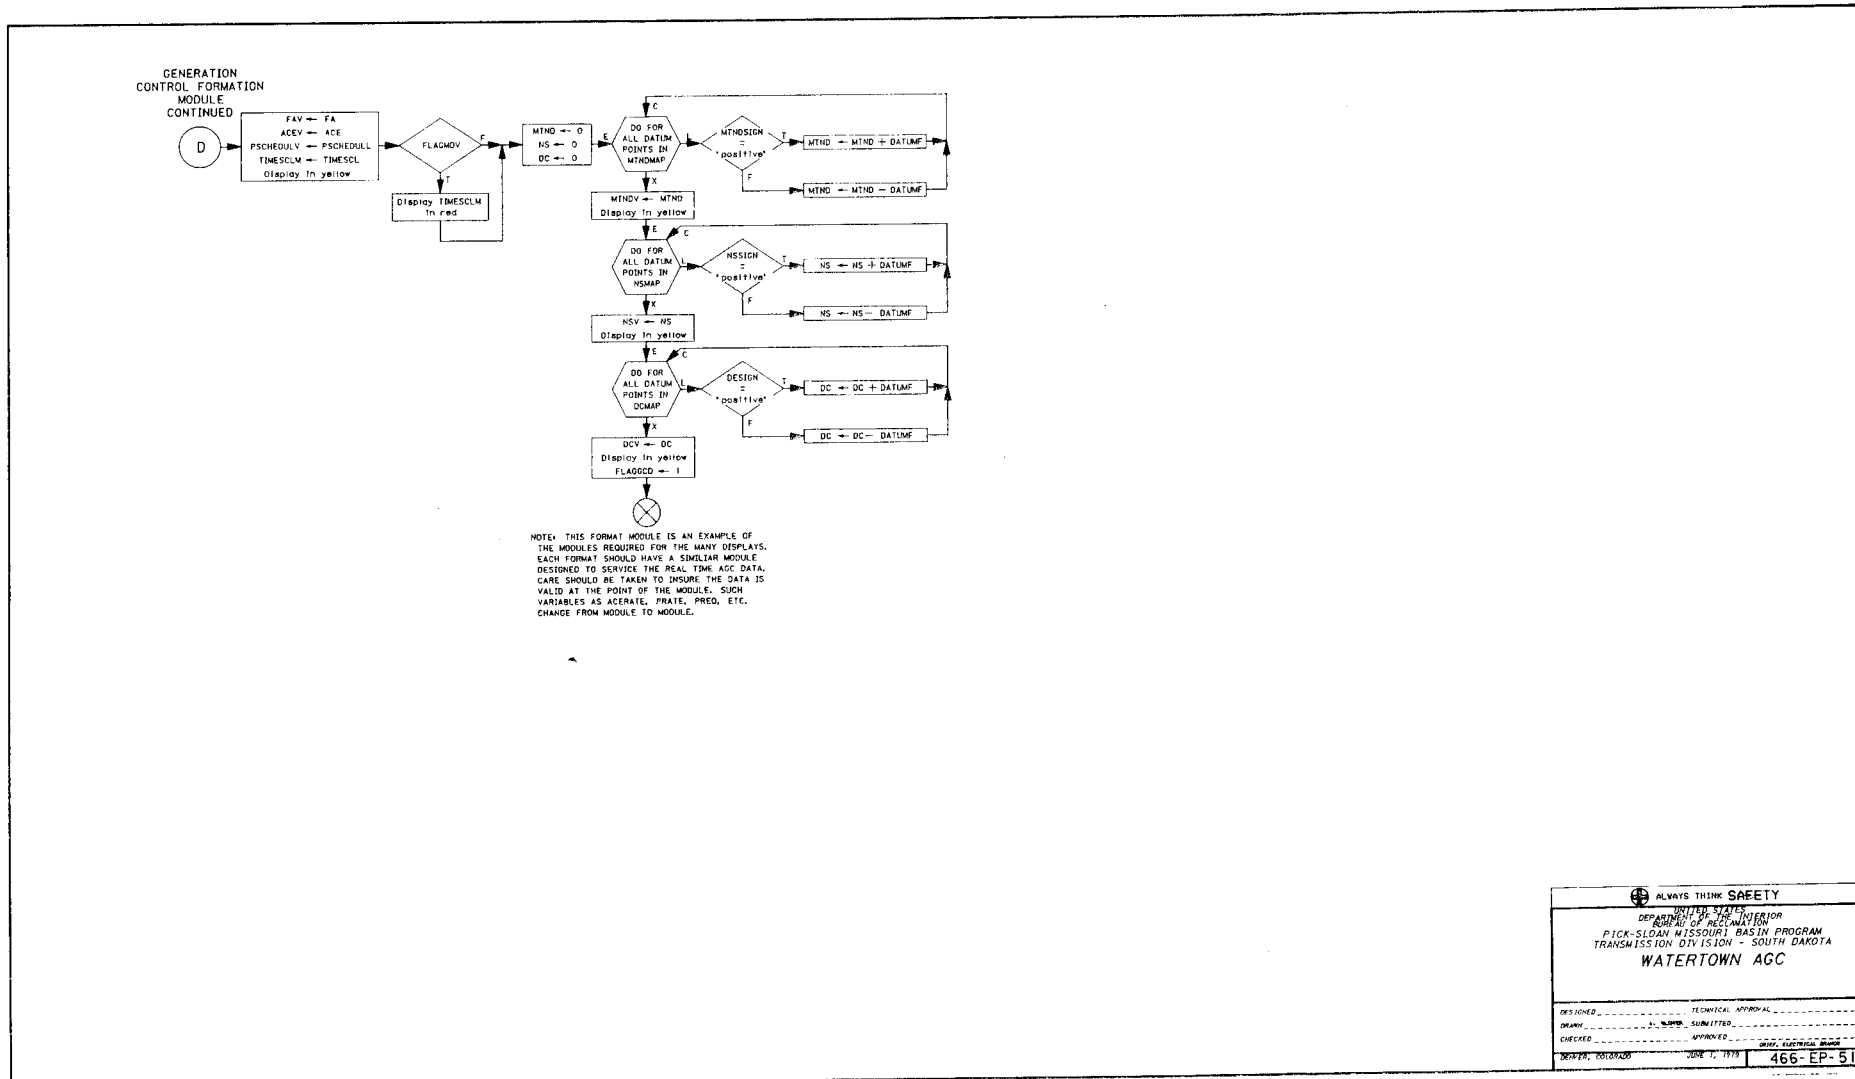 GENERATION
CONTROL FORMATION
MODULE
CONTINUED
D
FAV ← FA
ACEV ← ACE
PSCHEDULV ← PSCHEDULL
TIMESCLM ← TIMESCL
Display in yellow
FLAGMOV
F
T
Display TIMESCLM
in red
MTND ← 0
NS ← 0
DC ← 0
E
C
DO FOR
ALL DATUM
POINTS IN
MTNDMAP
L
MTNDSIGN
=
"positive"
T
MTND ← MTND + DATUMF
F
MTND ← MTND - DATUMF
X
MTNDV ← MTND
Display in yellow
E
C
DO FOR
ALL DATUM
POINTS IN
NSMAP
L
NSSIGN
=
"positive"
T
NS ← NS + DATUMF
F
NS ← NS - DATUMF
X
NSV ← NS
Display in yellow
E
C
DO FOR
ALL DATUM
POINTS IN
DCMAP
L
DESIGN
=
"positive"
T
DC ← DC + DATUMF
F
DC ← DC - DATUMF
X
DCV ← DC
Display in yellow
FLAGGCD ← 1
NOTE: THIS FORMAT MODULE IS AN EXAMPLE OF
THE MODULES REQUIRED FOR THE MANY DISPLAYS.
EACH FORMAT SHOULD HAVE A SIMILIAR MODULE
DESIGNED TO SERVICE THE REAL TIME AGC DATA.
CARE SHOULD BE TAKEN TO INSURE THE DATA IS
VALID AT THE POINT OF THE MODULE. SUCH
VARIABLES AS ACERATE, PRATE, PREQ, ETC.
CHANGE FROM MODULE TO MODULE.
ALWAYS THINK SAFETY
UNITED STATES
DEPARTMENT OF THE INTERIOR
BUREAU OF RECLAMATION
PICK-SLOAN MISSOURI BASIN PROGRAM
TRANSMISSION DIVISION - SOUTH DAKOTA
WATERTOWN AGC
DESIGNED TECHNICAL APPROVAL
DRAWN SUBMITTED
CHECKED APPROVED
CHIEF, ELECTRICAL BRANCH
DENVER, COLORADO JUNE 1, 1979 466-EP-51